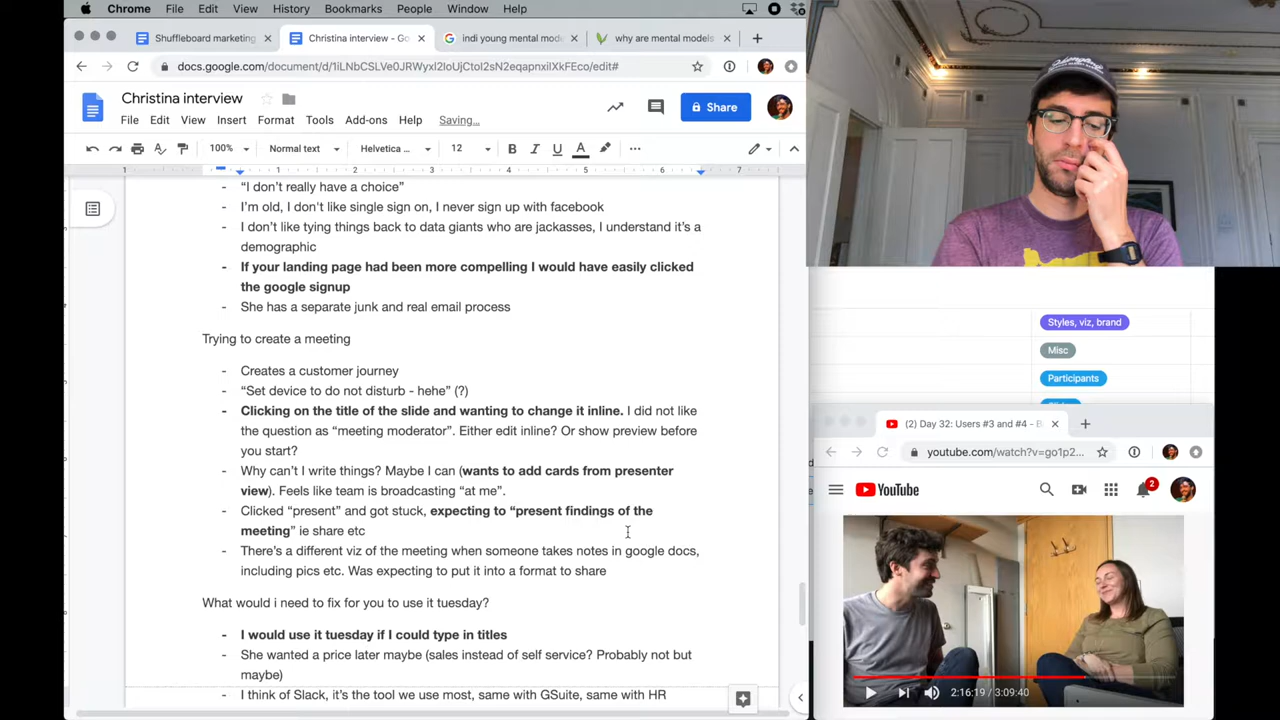 Chrome File Edit View History Bookmarks People Window Help
Shuffleboard marketing
Christina interview - Go
indi young mental mode
why are mental models
docs.google.com/document/d/1iLNbCSLVe0JRWyxl2IoUjCtoI2sN2eqapnxiIXkFEco/edit#
Christina interview
File Edit View Insert Format Tools Add-ons Help Saving...
Share
100% Normal text Helvetica ... 12 B I U A
1 1 2 3 4 5 6 7
- “I don’t really have a choice”
- I’m old, I don't like single sign on, I never sign up with facebook
- I don’t like tying things back to data giants who are jackasses, I understand it’s a
demographic
- If your landing page had been more compelling I would have easily clicked
the google signup
- She has a separate junk and real email process
Trying to create a meeting
- Creates a customer journey
- “Set device to do not disturb - hehe” (?)
- Clicking on the title of the slide and wanting to change it inline. I did not like
the question as “meeting moderator”. Either edit inline? Or show preview before
you start?
- Why can’t I write things? Maybe I can (wants to add cards from presenter
view). Feels like team is broadcasting “at me”.
- Clicked “present” and got stuck, expecting to “present findings of the
meeting” ie share etc
- There’s a different viz of the meeting when someone takes notes in google docs,
including pics etc. Was expecting to put it into a format to share
What would i need to fix for you to use it tuesday?
- I would use it tuesday if I could type in titles
- She wanted a price later maybe (sales instead of self service? Probably not but
maybe)
- I think of Slack, it’s the tool we use most, same with GSuite, same with HR
Styles, viz, brand
Misc
Participants
(2) Day 32: Users #3 and #4 - B
youtube.com/watch?v=go1p2...
YouTube
2
2:16:19 / 3:09:40